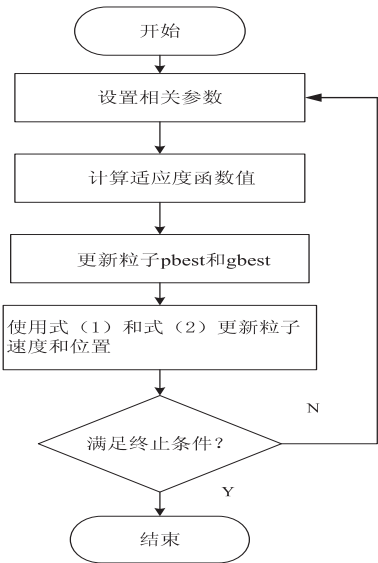 开始
设置相关参数
计算适应度函数值
更新粒子pbest和gbest
使用式（1）和式（2）更新粒子
速度和位置
满足终止条件？
N
Y
结束